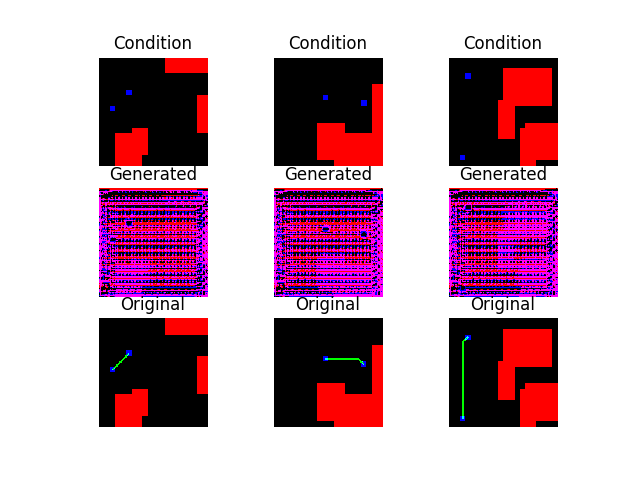 Condition Condition Condition
Generated Generated Generated
Original Original Original